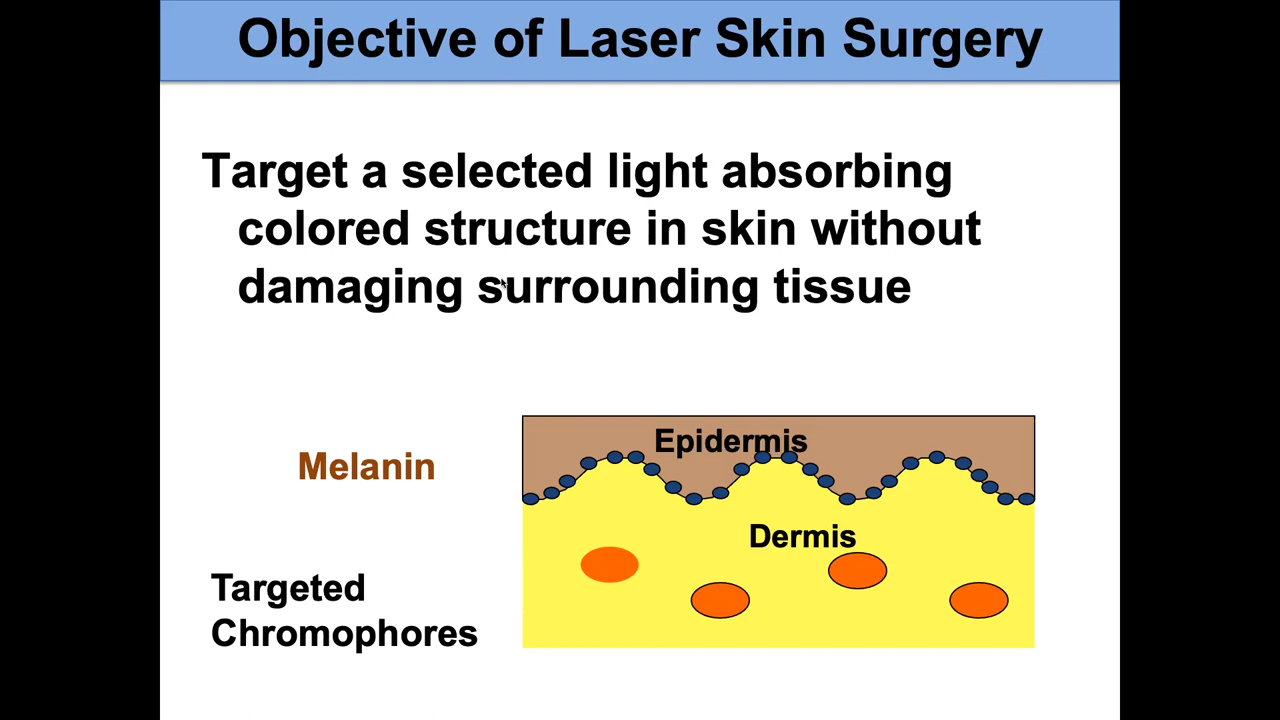 Objective of Laser Skin Surgery
Target a selected light absorbing
colored structure in skin without
damaging surrounding tissue
Epidermis
Melanin
Dermis
Targeted
Chromophores